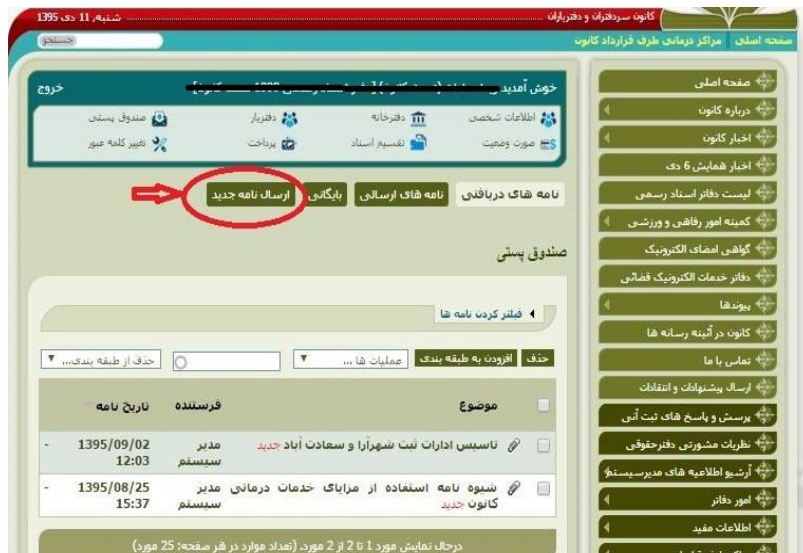 کانون سردفتران و دفتریاران
شنبه, 11 دی 1395
صفحه اصلی
مراکز درمانی طرف قرارداد کانون
جستجو
صفحه اصلی
درباره کانون
اخبار کانون
اخبار همایش 6 دی
لیست دفاتر اسناد رسمی
کمیته امور رفاهی و ورزشی
گواهی امضای الکترونیک
دفاتر خدمات الکترونیک قضائی
پیوندها
کانون در آئینه رسانه ها
تماس با ما
ارسال پیشنهادات و انتقادات
پرسش و پاسخ های ثبت آنی
نظریات مشورتی دفترحقوقی
آرشیو اطلاعیه های مدیرسیستم
امور دفاتر
اطلاعات مفید
خوش آمدید
خروج
اطلاعات شخصی
دفترخانه
دفتریار
صندوق پستی
صورت وضعیت
تقسیم اسناد
پرداخت
تغییر کلمه عبور
نامه های دریافتی
نامه های ارسالی
بایگانی
ارسال نامه جدید
صندوق پستی
فیلتر کردن نامه ها
حذف
افزودن به طبقه بندی
عملیات ها ...
حذف از طبقه بندی...
موضوع
فرستنده
تاریخ نامه
تاسیس ادارات ثبت شهرآرا و سعادت آباد جدید
مدیر سیستم
1395/09/02 -
12:03
شیوه نامه استفاده از مزایای خدمات درمانی
کانون جدید
مدیر سیستم
1395/08/25 -
15:37
درحال نمایش مورد 1 تا 2 از 2 مورد. (تعداد موارد در هر صفحه: 25 مورد)